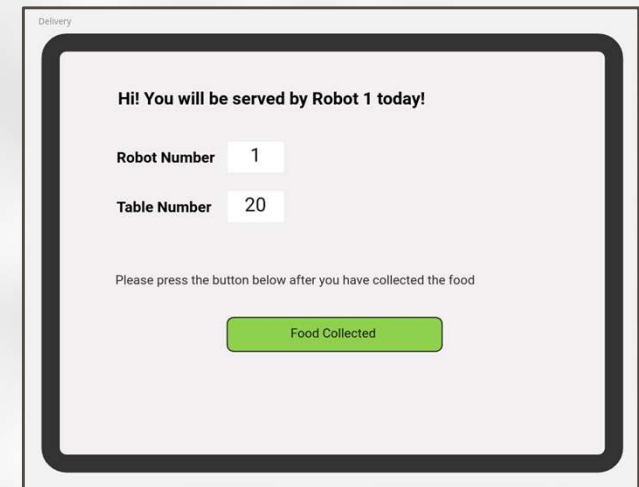 Delivery
Hi! You will be served by Robot 1 today!
Robot Number 1
Table Number 20
Please press the button below after you have collected the food
Food Collected